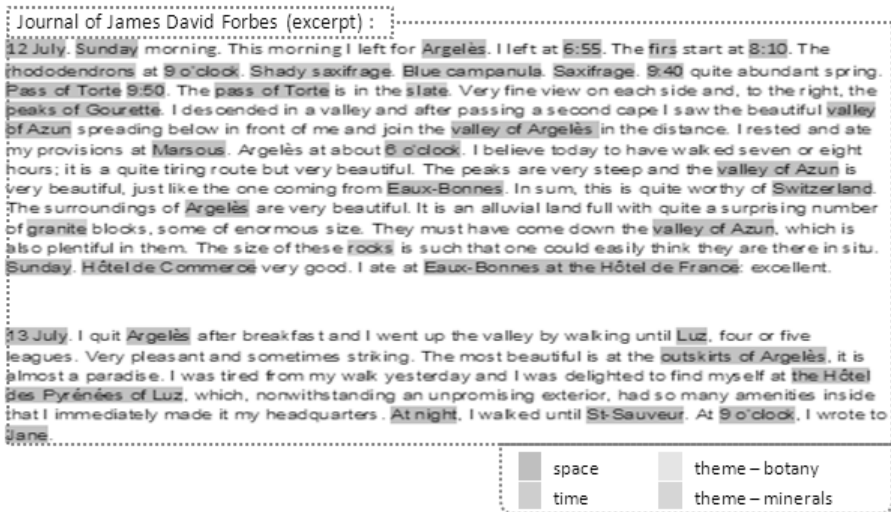 Journal of James David Forbes (excerpt) :
12 July. Sunday morning. This morning I left for Argelès. I left at 6:55. The firs start at 8:10. The
rhododendrons at 9 o'clock. Shady saxifrage. Blue campanula. Saxifrage. 9:40 quite abundant spring.
Pass of Torte 9:50. The pass of Torte is in the slate. Very fine view on each side and, to the right, the
peaks of Gourette. I descended in a valley and after passing a second cape I saw the beautiful valley
of Azun spreading below in front of me and join the valley of Argelès in the distance. I rested and ate
my provisions at Marsous. Argelès at about 6 o'clock. I believe today to have walked seven or eight
hours; it is a quite tiring route but very beautiful. The peaks are very steep and the valley of Azun is
very beautiful, just like the one coming from Eaux-Bonnes. In sum, this is quite worthy of Switzerland.
The surroundings of Argelès are very beautiful. It is an alluvial land full with quite a surprising number
of granite blocks, some of enormous size. They must have come down the valley of Azun, which is
also plentiful in them. The size of these rocks is such that one could easily think they are there in situ.
Sunday. Hôtel de Commerce very good. I ate at Eaux-Bonnes at the Hôtel de France: excellent.
13 July. I quit Argelès after breakfast and I went up the valley by walking until Luz, four or five
leagues. Very pleasant and sometimes striking. The most beautiful is at the outskirts of Argelès, it is
almost a paradise. I was tired from my walk yesterday and I was delighted to find myself at the Hôtel
des Pyrénées of Luz, which, nonwithstanding an unpromising exterior, had so many amenities inside
that I immediately made it my headquarters. At night, I walked until St-Sauveur. At 9 o'clock, I wrote to
Jane.
space
theme – botany
time
theme – minerals